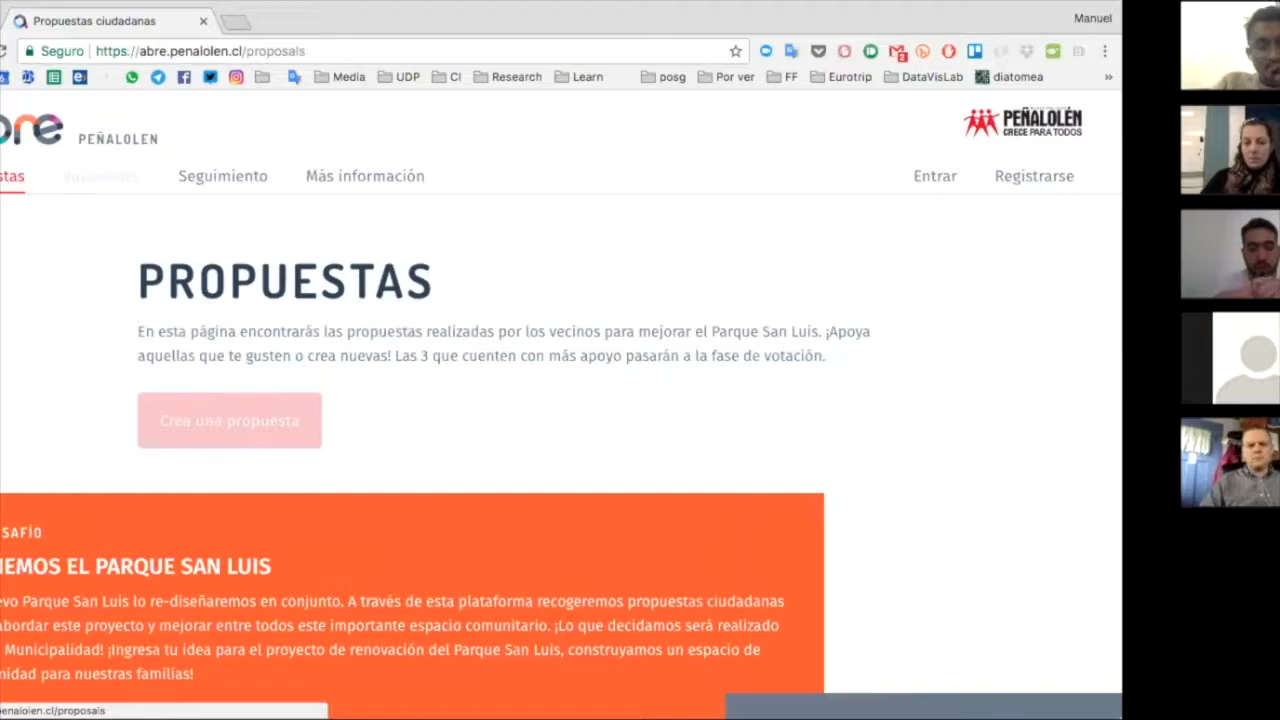 Propuestas ciudadanas
Manuel
Seguro https://abre.penalolen.cl/proposals
Media UDP CI Research Learn posg Por ver FF Eurotrip DataVisLab diatomea »
bre PEÑALOLEN
PEÑALOLÉN
CRECE PARA TODOS
stas Seguimiento Más información Entrar Registrarse
PROPUESTAS
En esta página encontrarás las propuestas realizadas por los vecinos para mejorar el Parque San Luis. ¡Apoya
aquellas que te gusten o crea nuevas! Las 3 que cuenten con más apoyo pasarán a la fase de votación.
Crea una propuesta
SAFÍO
EMOS EL PARQUE SAN LUIS
evo Parque San Luis lo re-diseñaremos en conjunto. A través de esta plataforma recogeremos propuestas ciudadanas
abordar este proyecto y mejorar entre todos este importante espacio comunitario. ¡Lo que decidamos será realizado
Municipalidad! ¡Ingresa tu idea para el proyecto de renovación del Parque San Luis, construyamos un espacio de
nidad para nuestras familias!
enalolen.cl/proposals